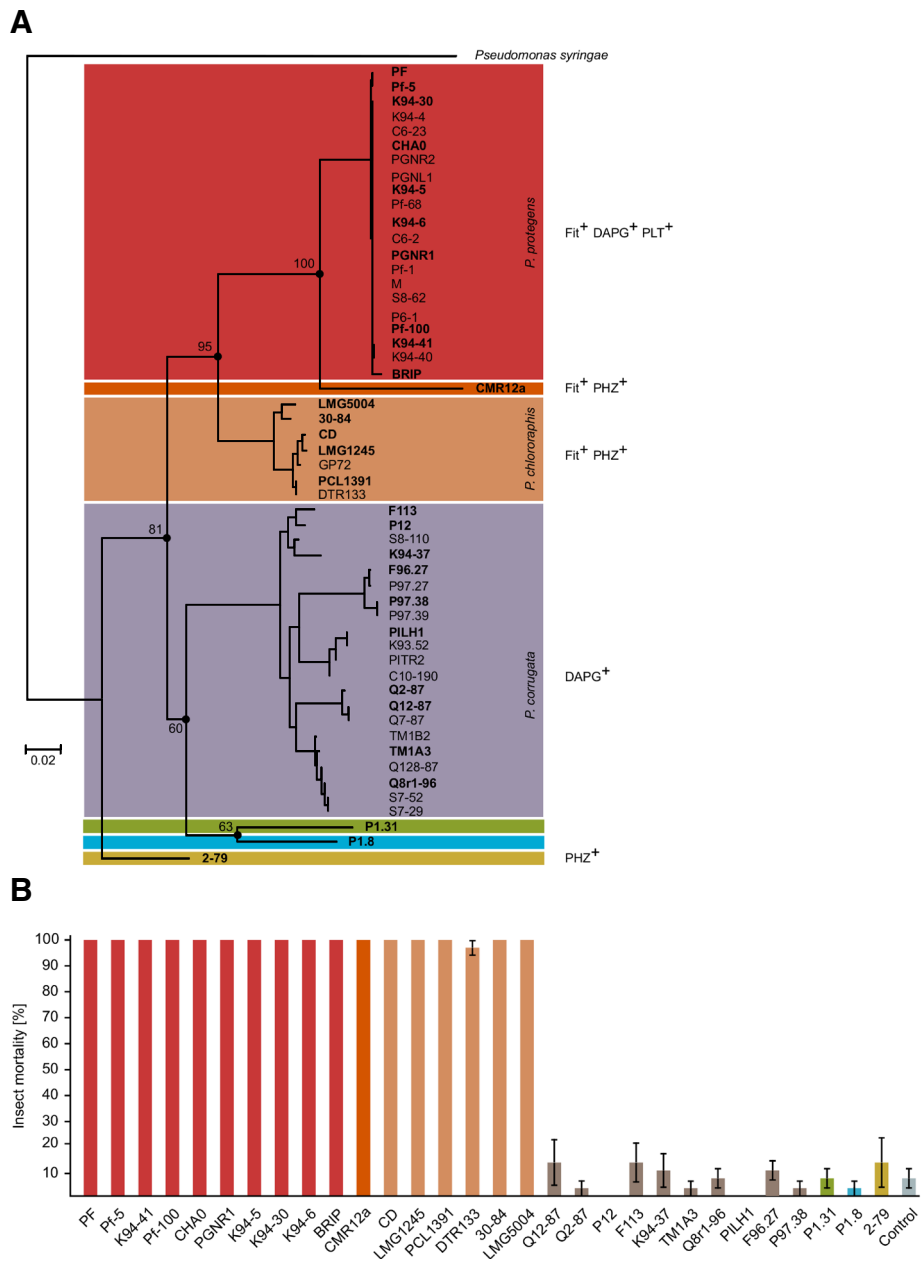 A
Pseudomonas syringae
PF
Pf-5
K94-30
K94-4
C6-23
CHA0
PGNR2
PGNL1
K94-5
Pf-68
K94-6
C6-2
PGNR1
Pf-1
M
S8-62
P6-1
Pf-100
K94-41
K94-40
BRIP
P. protegens
Fit+ DAPG+ PLT+
100
95
CMR12a
Fit+ PHZ+
LMG5004
30-84
CD
LMG1245
GP72
PCL1391
DTR133
P. chlororaphis
Fit+ PHZ+
81
F113
P12
S8-110
K94-37
F96.27
P97.27
P97.38
P97.39
PILH1
K93.52
PITR2
C10-190
Q2-87
Q12-87
Q7-87
TM1B2
TM1A3
Q128-87
Q8r1-96
S7-52
S7-29
P. corrugata
DAPG+
60
0.02
63
P1.31
P1.8
2-79
PHZ+
B
Insect mortality [%]
100
90
80
70
60
50
40
30
20
10
PF
Pf-5
K94-41
Pf-100
CHA0
PGNR1
K94-5
K94-30
K94-6
BRIP
CMR12a
CD
LMG1245
PCL1391
DTR133
30-84
LMG5004
Q12-87
Q2-87
P12
F113
K94-37
TM1A3
Q8r1-96
PILH1
F96.27
P97.38
P1.31
P1.8
2-79
Control